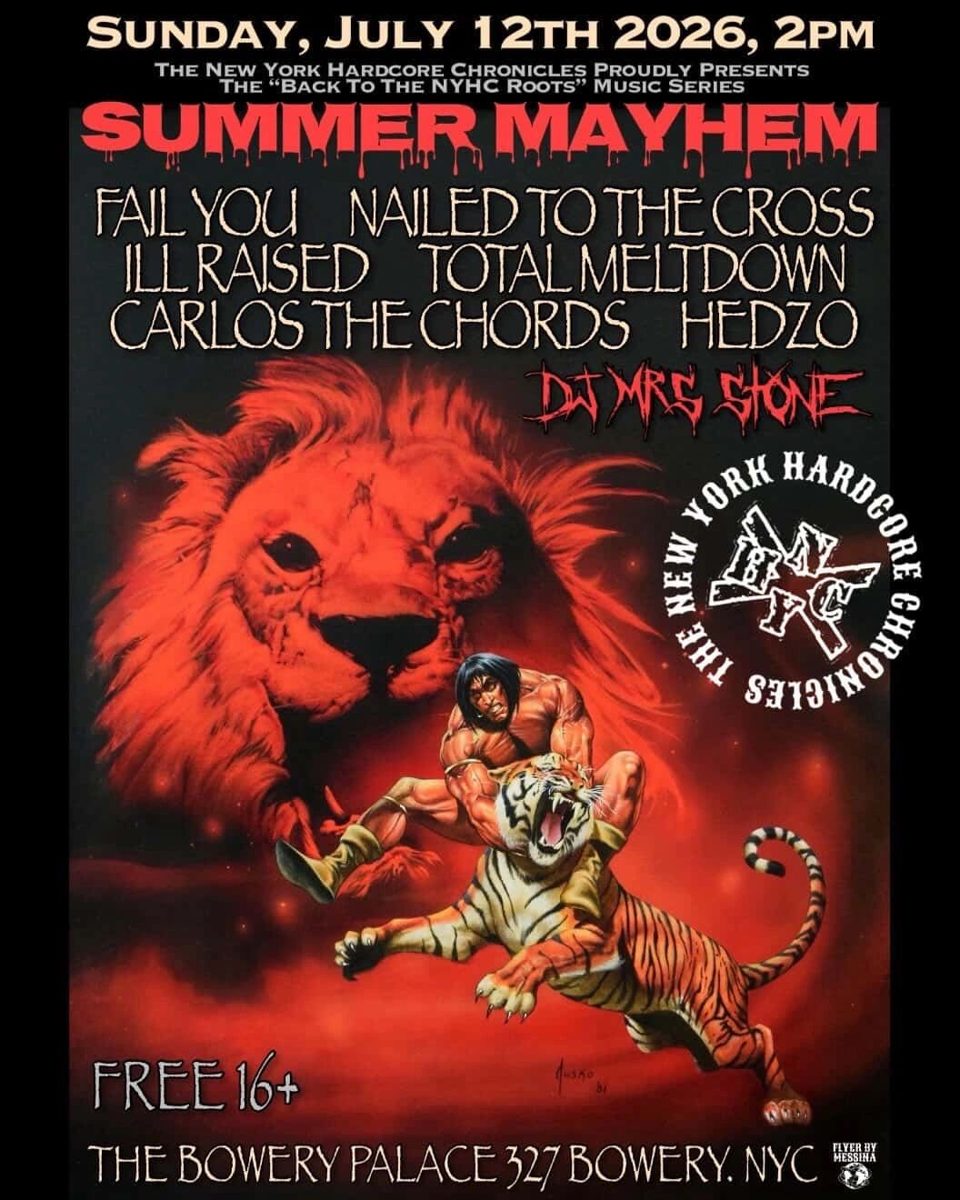 SUNDAY, JULY 12TH 2026, 2PM
THE NEW YORK HARDCORE CHRONICLES PROUDLY PRESENTS
THE "BACK TO THE NYHC ROOTS" MUSIC SERIES
SUMMER MAYHEM
FAIL YOU NAILED TO THE CROSS
ILL RAISED TOTAL MELTDOWN
CARLOS THE CHORDS HEDZO
DJ MRS STONE
THE NEW YORK HARDCORE CHRONICLES
N Y H C
Jusko
81
FREE 16+
THE BOWERY PALACE 327 BOWERY. NYC
FLYER BY
MESSINA